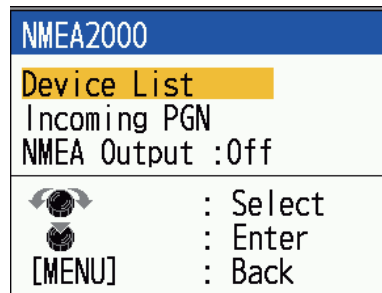 NMEA2000
Device List
Incoming PGN
NMEA Output :Off
: Select
: Enter
[MENU] : Back